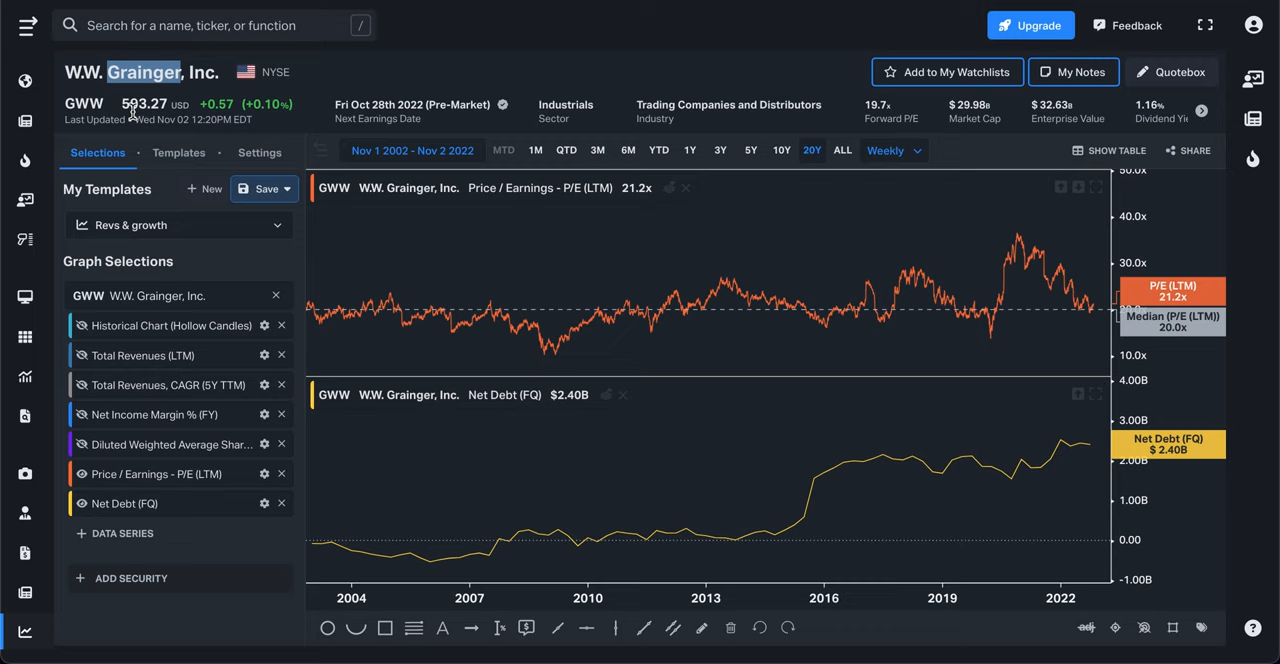 Search for a name, ticker, or function
/
Upgrade
Feedback
W.W. Grainger, Inc.
NYSE
Add to My Watchlists
My Notes
Quotebox
GWW 593.27 USD +0.57 (+0.10%)
Last Updated Wed Nov 02 12:20PM EDT
Fri Oct 28th 2022 (Pre-Market)
Next Earnings Date
Industrials
Sector
Trading Companies and Distributors
Industry
19.7x
Forward P/E
$ 29.98B
Market Cap
$ 32.63B
Enterprise Value
1.16%
Dividend Yie
Selections
Templates
Settings
Nov 1 2002 - Nov 2 2022
MTD 1M QTD 3M 6M YTD 1Y 3Y 5Y 10Y 20Y ALL
Weekly
SHOW TABLE
SHARE
My Templates
+ New
Save
Revs & growth
Graph Selections
GWW W.W. Grainger, Inc.
Historical Chart (Hollow Candles)
Total Revenues (LTM)
Total Revenues, CAGR (5Y TTM)
Net Income Margin % (FY)
Diluted Weighted Average Shar...
Price / Earnings - P/E (LTM)
Net Debt (FQ)
+ DATA SERIES
+ ADD SECURITY
GWW W.W. Grainger, Inc. Price / Earnings - P/E (LTM) 21.2x
50.0x
40.0x
30.0x
P/E (LTM)
21.2x
Median (P/E (LTM))
20.0x
10.0x
GWW W.W. Grainger, Inc. Net Debt (FQ) $2.40B
4.00B
3.00B
Net Debt (FQ)
$ 2.40B
2.00B
1.00B
0.00
-1.00B
2004 2007 2010 2013 2016 2019 2022
A
adj